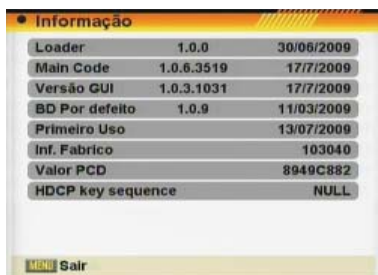 Informação
Loader 1.0.0 30/06/2009
Main Code 1.0.6.3519 17/7/2009
Versão GUI 1.0.3.1031 17/7/2009
BD Por defeito 1.0.9 11/03/2009
Primeiro Uso 13/07/2009
Inf. Fabrico 103040
Valor PCD 8949C882
HDCP key sequence NULL
MENU Sair